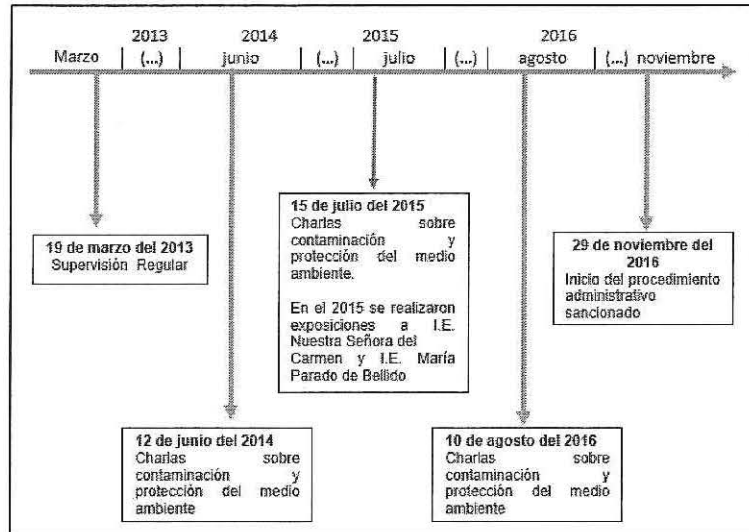 2013 2014 2015 2016
Marzo (...) junio (...) julio (...) agosto (...) noviembre
19 de marzo del 2013
Supervisión Regular
15 de julio del 2015
Charlas sobre
contaminación y
protección del medio
ambiente.
En el 2015 se realizaron
exposiciones a I.E.
Nuestra Señora del
Carmen y I.E. María
Parado de Bellido
29 de noviembre del
2016
Inicio del procedimiento
administrativo
sancionado
12 de junio del 2014
Charlas sobre
contaminación y
protección del medio
ambiente
10 de agosto del 2016
Charlas sobre
contaminación y
protección del medio
ambiente